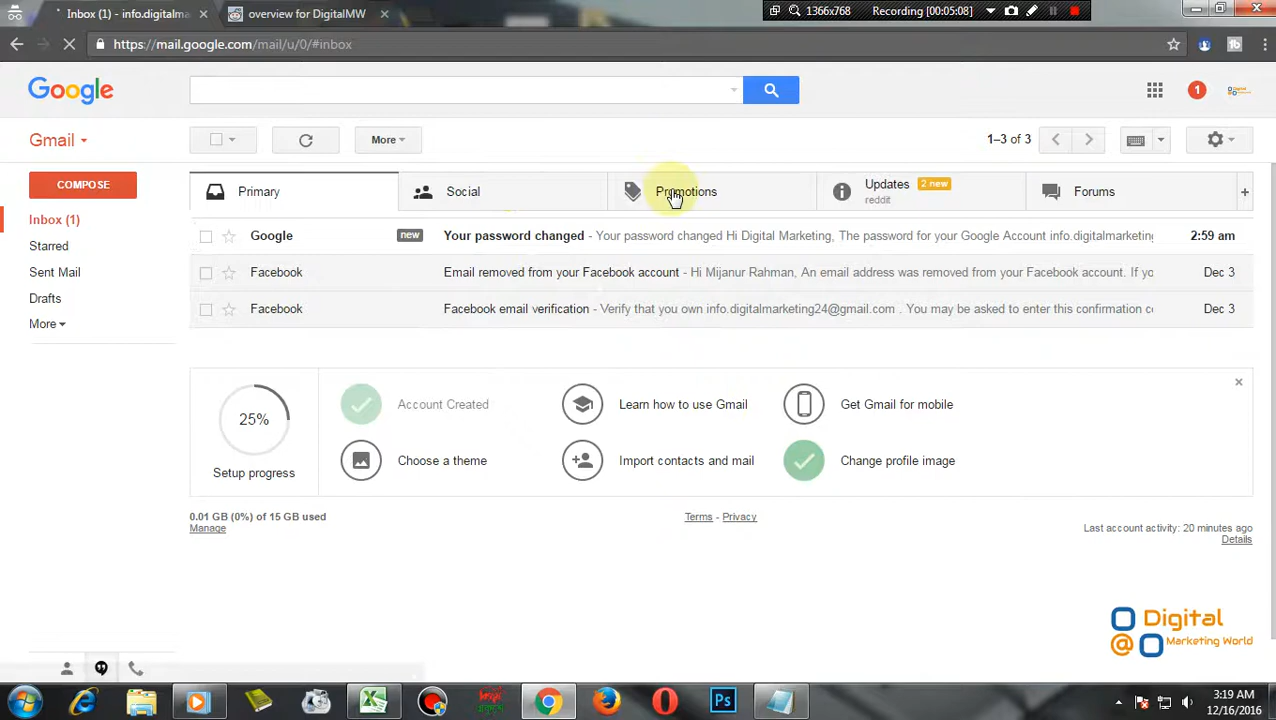 Inbox (1) - info.digitalma
overview for DigitalMW
1366x768
Recording [00:05:08]
https://mail.google.com/mail/u/0/#inbox
Google
1
Gmail
More
1–3 of 3
COMPOSE
Primary
Social
Promotions
Updates
2 new
reddit
Forums
+
Inbox (1)
Starred
Sent Mail
Drafts
More
Google
new
Your password changed - Your password changed Hi Digital Marketing, The password for your Google Account info.digitalmarketing
2:59 am
Facebook
Email removed from your Facebook account - Hi Mijanur Rahman, An email address was removed from your Facebook account. If yo
Dec 3
Facebook
Facebook email verification - Verify that you own info.digitalmarketing24@gmail.com . You may be asked to enter this confirmation co
Dec 3
25%
Setup progress
Account Created
Learn how to use Gmail
Get Gmail for mobile
Choose a theme
Import contacts and mail
Change profile image
0.01 GB (0%) of 15 GB used
Manage
Terms - Privacy
Last account activity: 20 minutes ago
Details
Digital
Marketing World
Ps
3:19 AM
12/16/2016